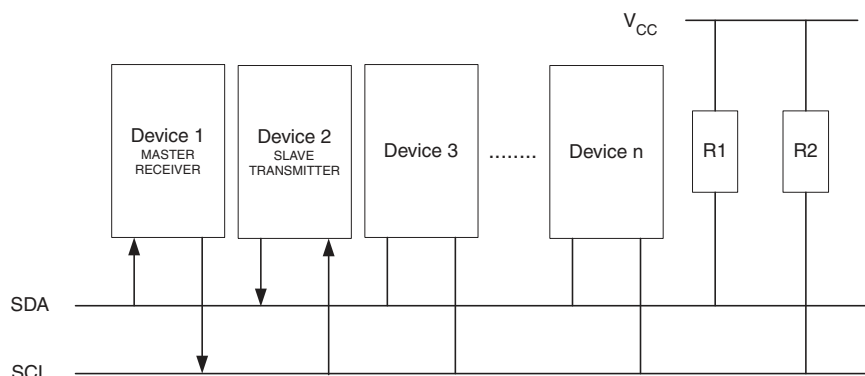 VCC
Device 1
MASTER
RECEIVER
Device 2
SLAVE
TRANSMITTER
Device 3
........
Device n
R1
R2
SDA
SCL